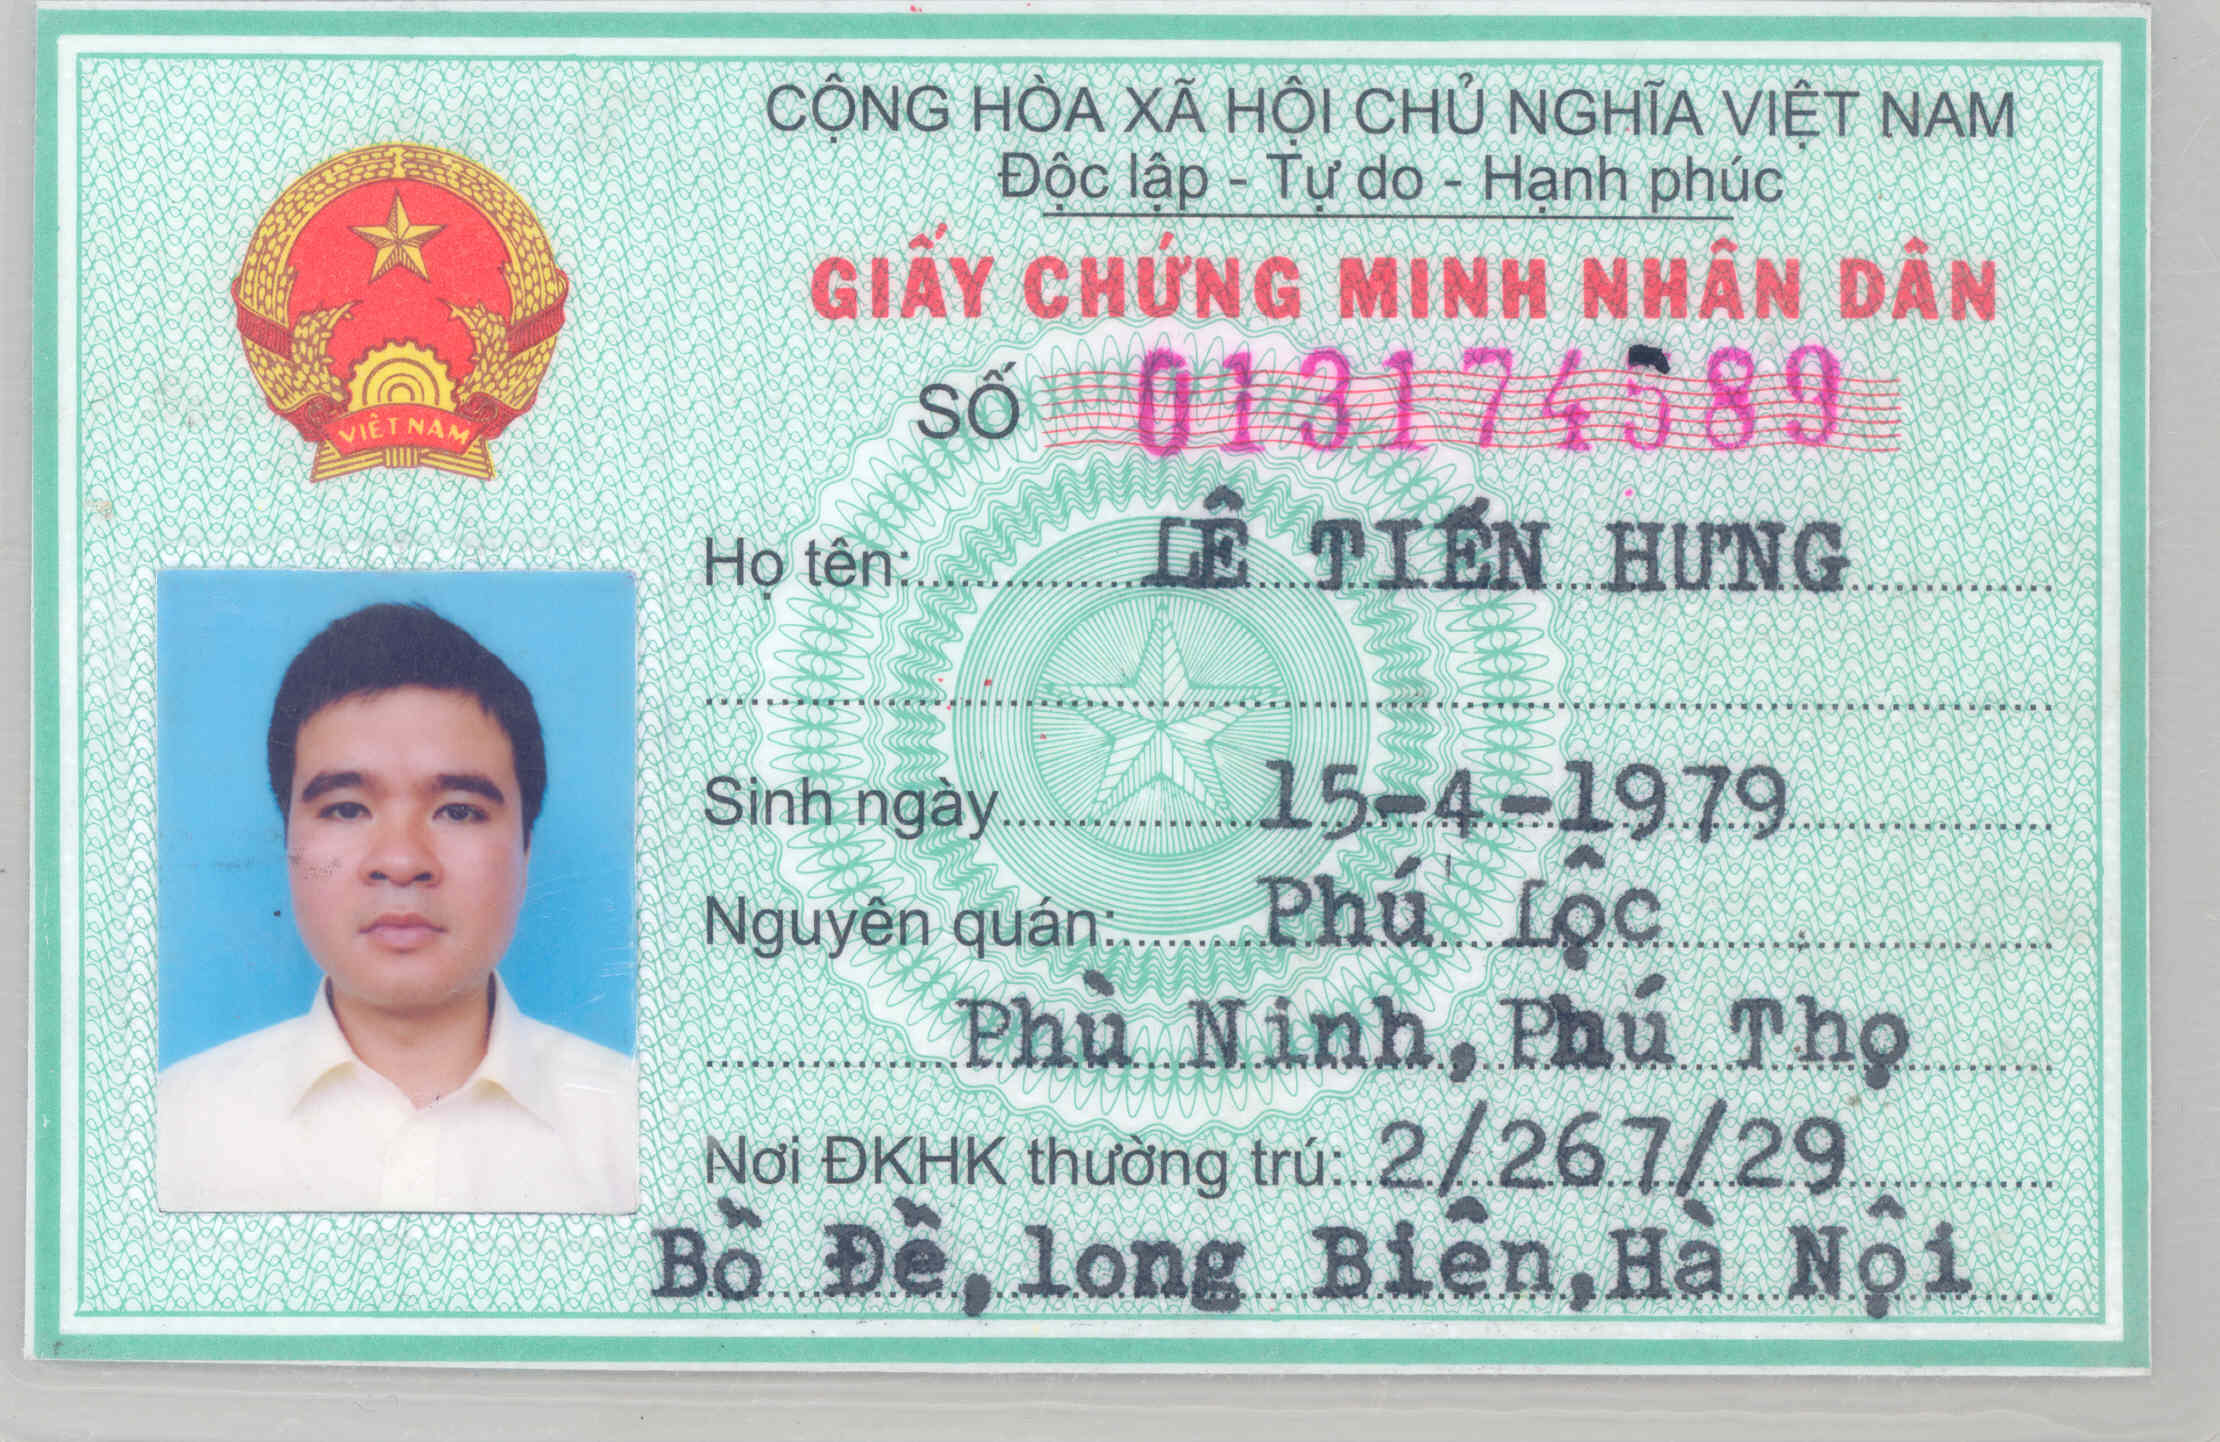 CỘNG HÒA XÃ HỘI CHỦ NGHĨA VIỆT NAM
Độc lập - Tự do - Hạnh phúc
GIẤY CHỨNG MINH NHÂN DÂN
SỐ 013174589
VIỆT NAM
Họ tên: LÊ TIẾN HƯNG
Sinh ngày 15-4-1979
Nguyên quán: Phú Lộc
Phù Ninh, Phú Thọ
Nơi ĐKHK thường trú: 2/267/29
Bồ Đề, long Biên, Hà Nội